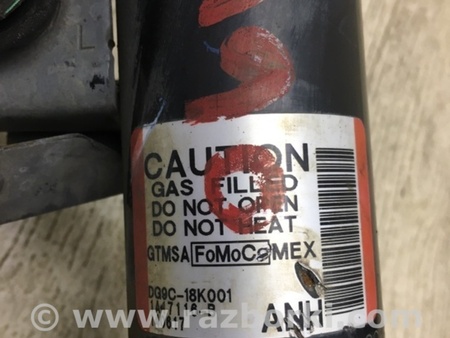 L
CAUTION
GAS FILLED
DO NOT OPEN
DO NOT HEAT
GTMSA FoMoCo MEX
DG9C-18K001
ANH
www.razborki.com